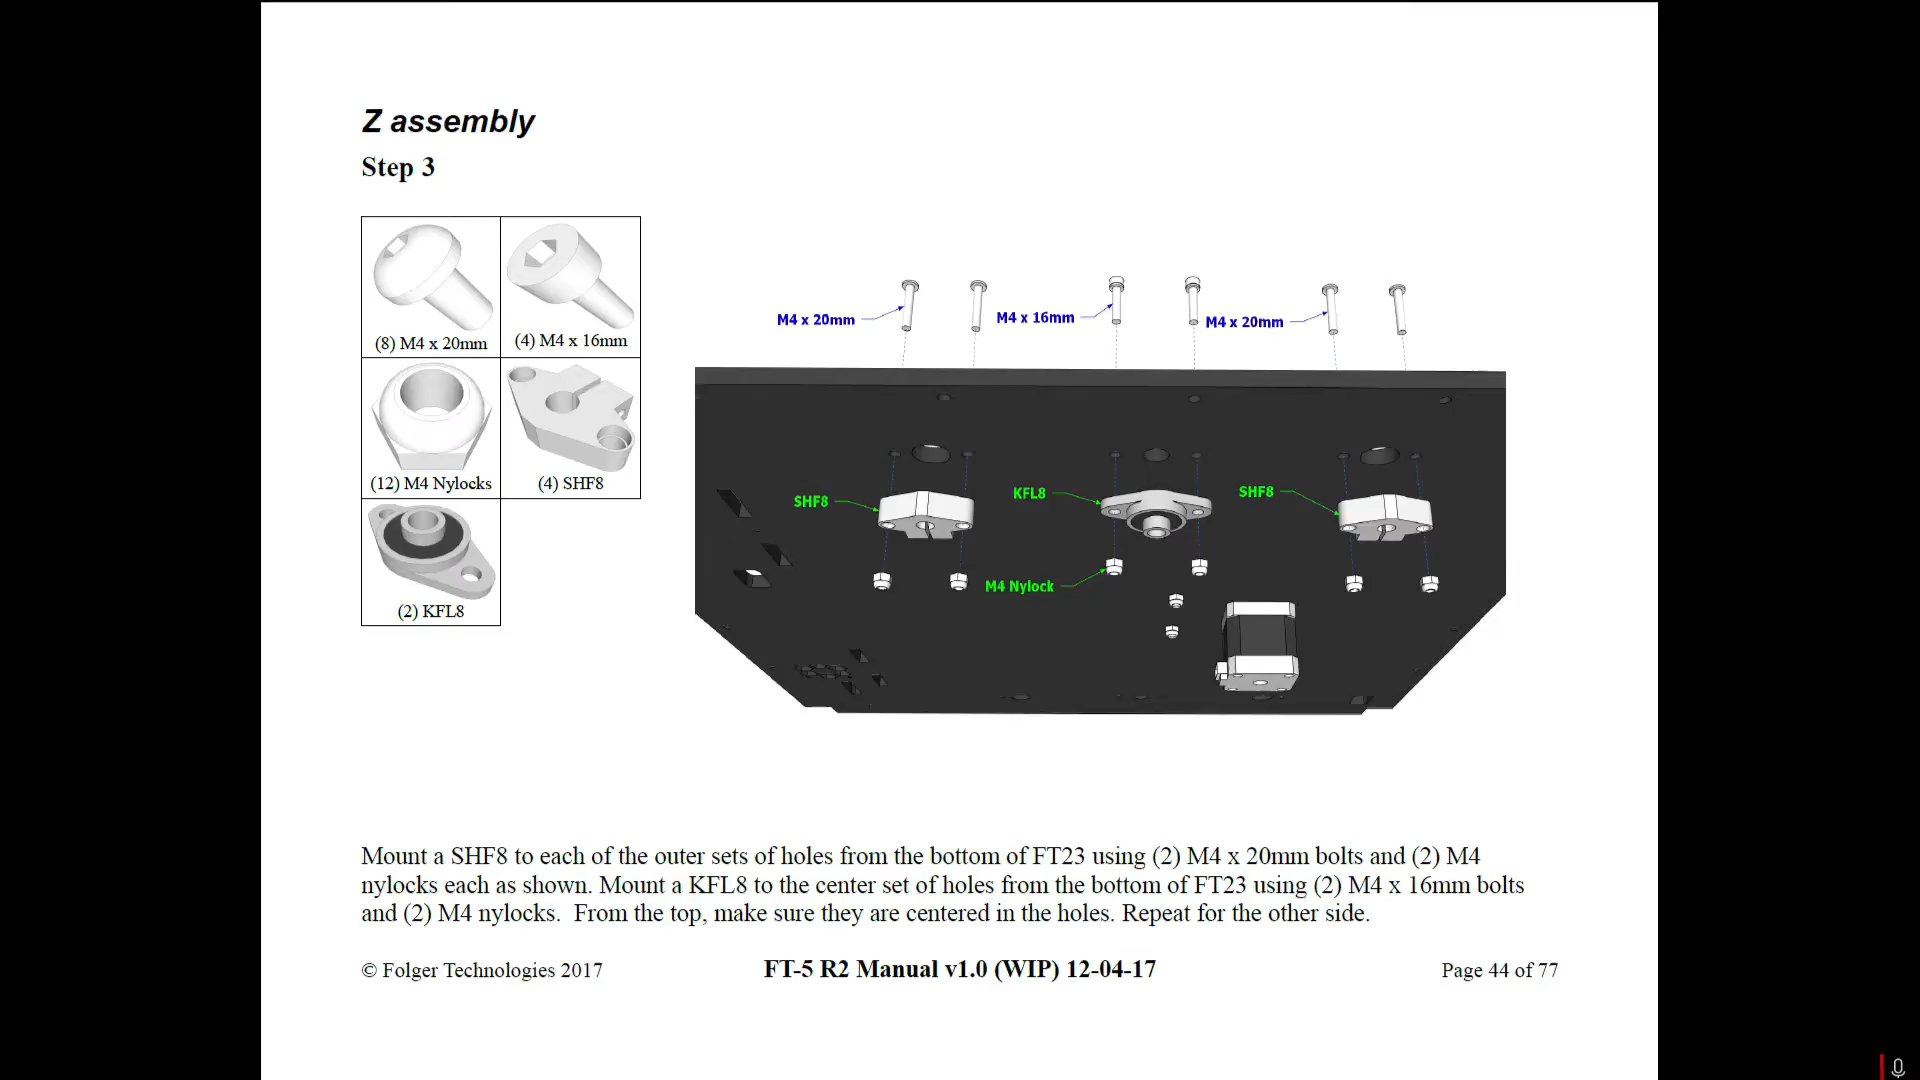 Z assembly
Step 3
(8) M4 x 20mm
(4) M4 x 16mm
(12) M4 Nylocks
(4) SHF8
(2) KFL8
M4 x 20mm
M4 x 16mm
M4 x 20mm
SHF8
KFL8
SHF8
M4 Nylock
Mount a SHF8 to each of the outer sets of holes from the bottom of FT23 using (2) M4 x 20mm bolts and (2) M4
nylocks each as shown. Mount a KFL8 to the center set of holes from the bottom of FT23 using (2) M4 x 16mm bolts
and (2) M4 nylocks.  From the top, make sure they are centered in the holes. Repeat for the other side.
© Folger Technologies 2017
FT-5 R2 Manual v1.0 (WIP) 12-04-17
Page 44 of 77